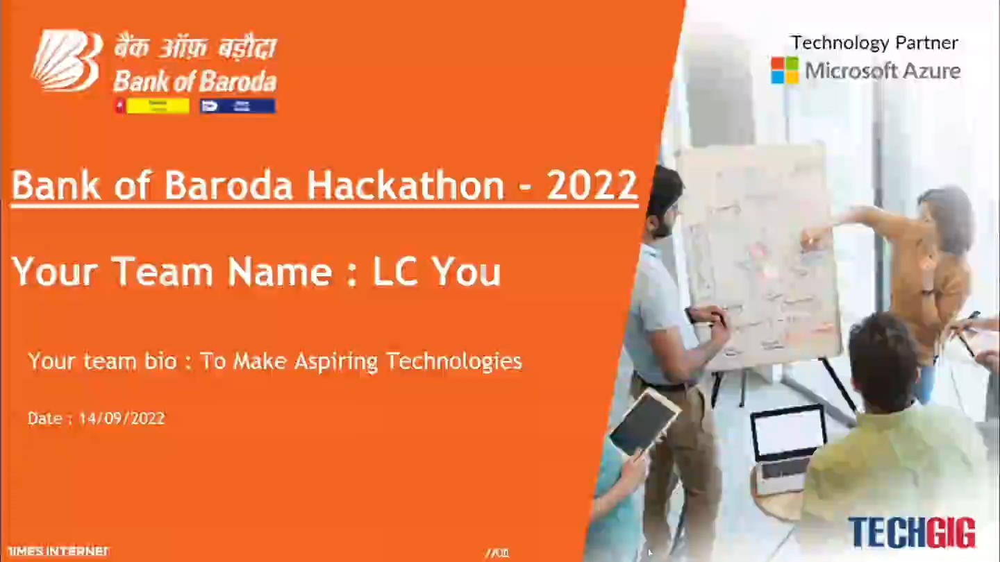 बैंक ऑफ़ बड़ौदा
Bank of Baroda
Technology Partner
Microsoft Azure
Bank of Baroda Hackathon - 2022
Your Team Name : LC You
Your team bio : To Make Aspiring Technologies
Date : 14/09/2022
TIMES INTERNET
TECHGIG